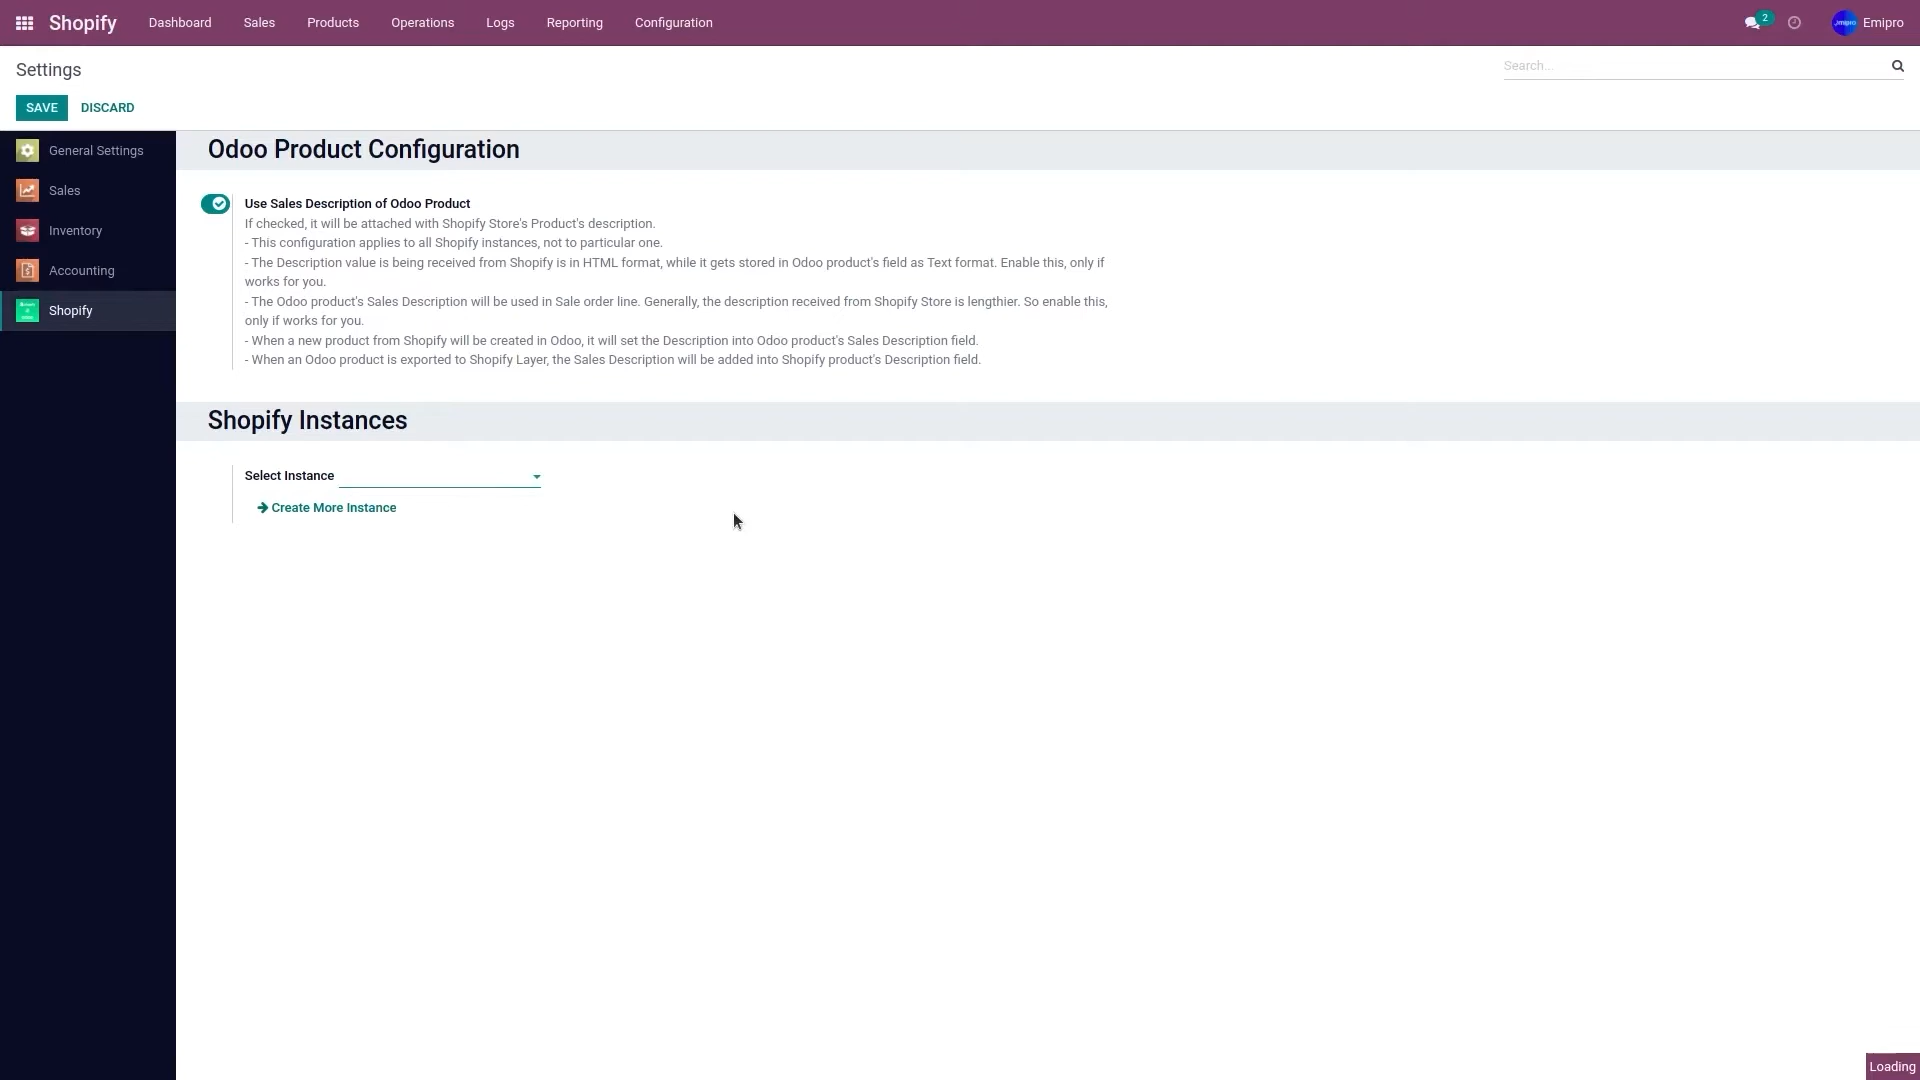 Shopify Dashboard Sales Products Operations Logs Reporting Configuration 2 Emipro
Settings Search...
SAVE DISCARD
General Settings
Sales
Inventory
Accounting
Shopify
Odoo Product Configuration
Use Sales Description of Odoo Product
If checked, it will be attached with Shopify Store's Product's description.
- This configuration applies to all Shopify instances, not to particular one.
- The Description value is being received from Shopify is in HTML format, while it gets stored in Odoo product's field as Text format. Enable this, only if
works for you.
- The Odoo product's Sales Description will be used in Sale order line. Generally, the description received from Shopify Store is lengthier. So enable this,
only if works for you.
- When a new product from Shopify will be created in Odoo, it will set the Description into Odoo product's Sales Description field.
- When an Odoo product is exported to Shopify Layer, the Sales Description will be added into Shopify product's Description field.
Shopify Instances
Select Instance
Create More Instance
Loading